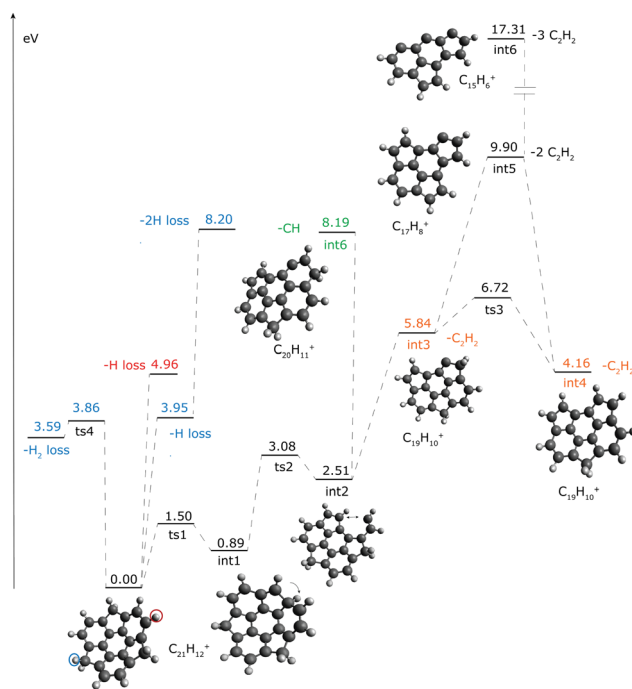 eV
17.31
-3 C₂H₂
int6
C₁₅H₆⁺
9.90
-2 C₂H₂
int5
C₁₇H₈⁺
-2H loss
8.20
-CH
8.19
int6
C₂₀H₁₁⁺
6.72
ts3
5.84
int3
-C₂H₂
C₁₉H₁₀⁺
-H loss
4.96
4.16
-C₂H₂
int4
C₁₉H₁₀⁺
3.59
3.86
3.95
-H₂ loss
ts4
-H loss
3.08
ts2
2.51
int2
1.50
ts1
0.89
int1
0.00
C₂₁H₁₂⁺